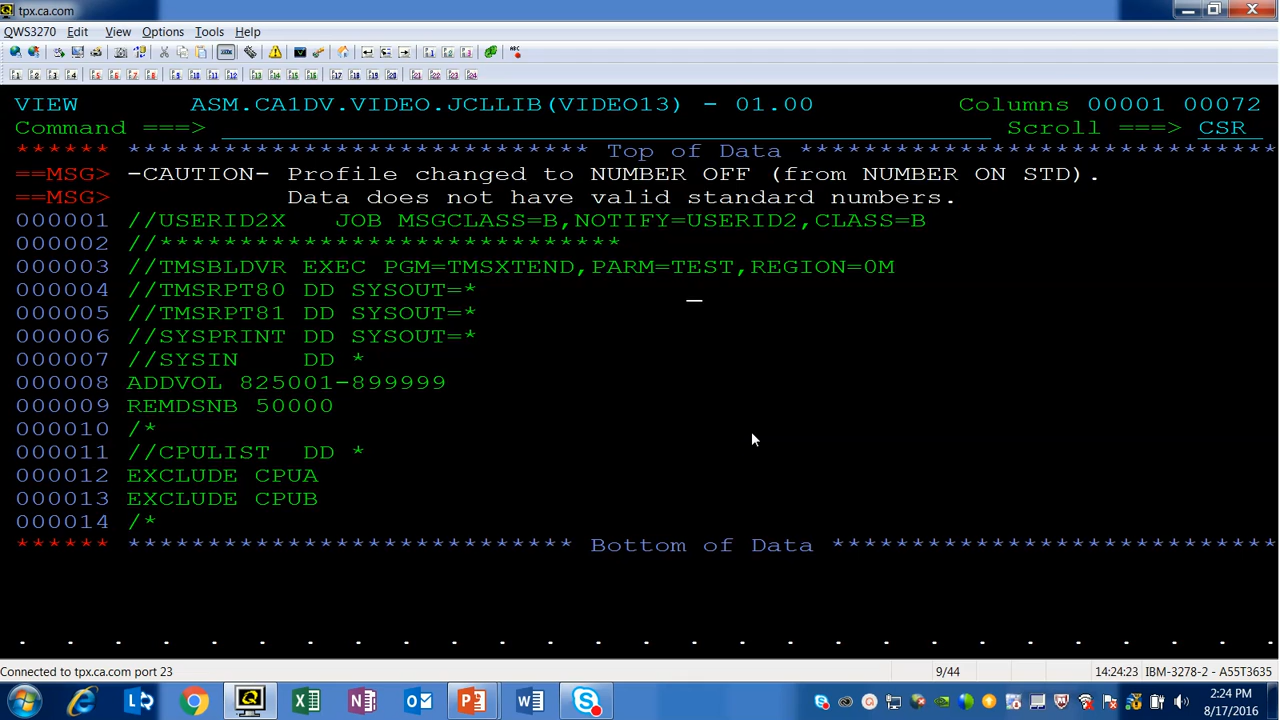 tpx.ca.com
QWS3270 Edit View Options Tools Help
VIEW ASM.CA1DV.VIDEO.JCLLIB(VIDEO13) - 01.00 Columns 00001 00072
Command ===> Scroll ===> CSR
****** ***************************** Top of Data ******************************
==MSG> -CAUTION- Profile changed to NUMBER OFF (from NUMBER ON STD).
==MSG> Data does not have valid standard numbers.
000001 //USERID2X JOB MSGCLASS=B,NOTIFY=USERID2,CLASS=B
000002 //*****************************
000003 //TMSBLDVR EXEC PGM=TMSXTEND,PARM=TEST,REGION=0M
000004 //TMSRPT80 DD SYSOUT=*
000005 //TMSRPT81 DD SYSOUT=*
000006 //SYSPRINT DD SYSOUT=*
000007 //SYSIN DD *
000008 ADDVOL 825001-899999
000009 REMDSNB 50000
000010 /*
000011 //CPULIST DD *
000012 EXCLUDE CPUA
000013 EXCLUDE CPUB
000014 /*
****** **************************** Bottom of Data ****************************
. . . . . . . . . . . . . . . . . . . . . . . . . . .
Connected to tpx.ca.com port 23 9/44 14:24:23 IBM-3278-2 - A55T3635
2:24 PM
8/17/2016